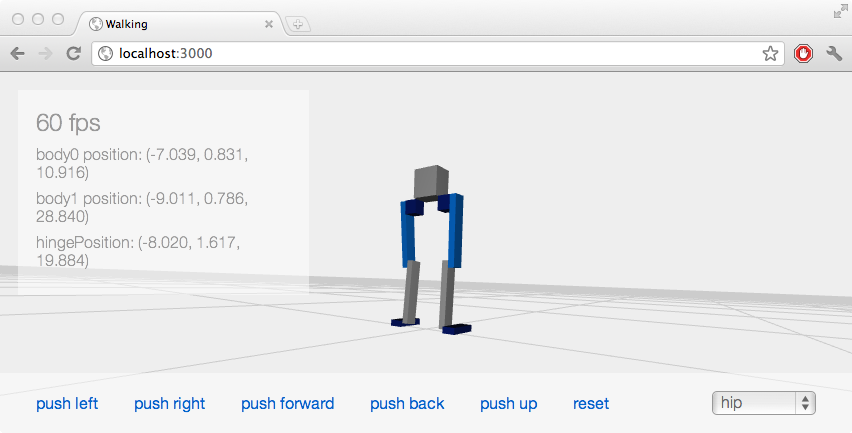 Walking
localhost:3000
60 fps
body0 position: (-7.039, 0.831,
10.916)
body1 position: (-9.011, 0.786,
28.840)
hingePosition: (-8.020, 1.617,
19.884)
push left push right push forward push back push up reset hip